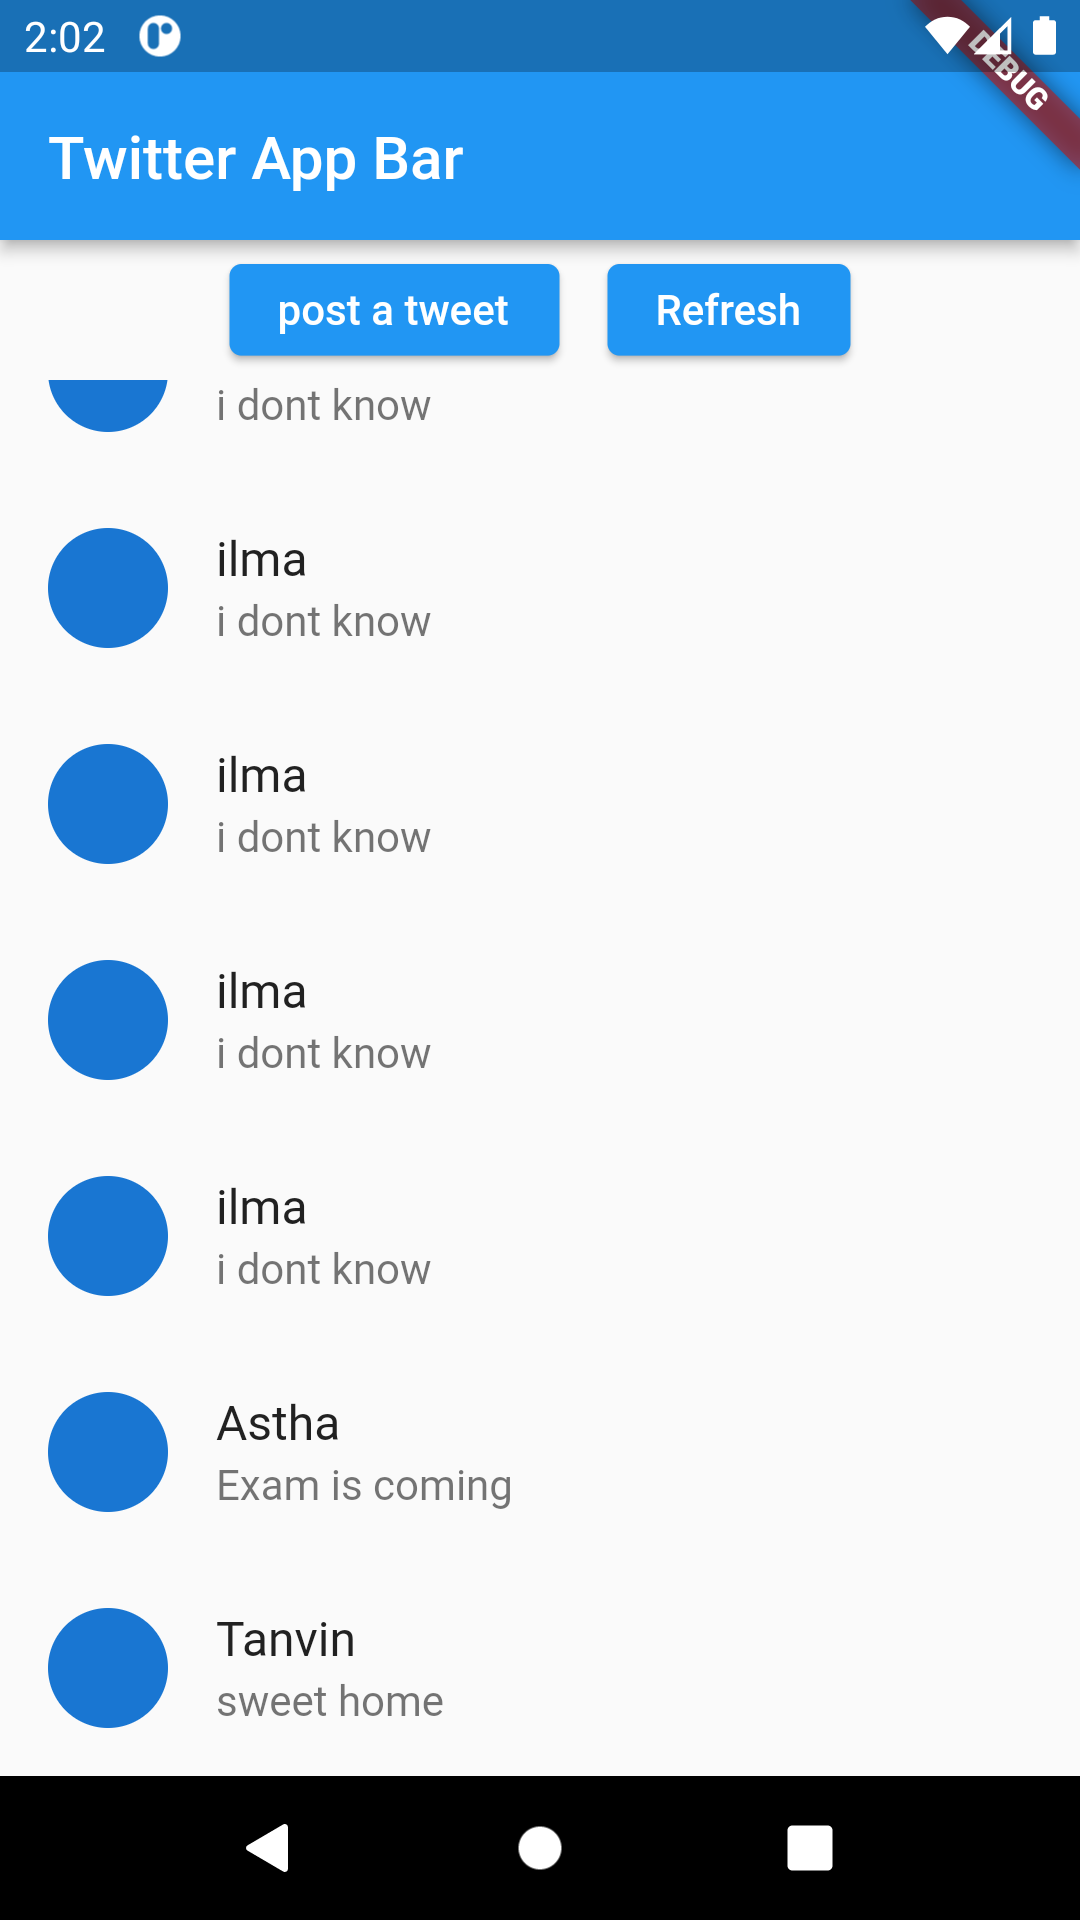 2:02
DEBUG
Twitter App Bar
post a tweet
Refresh
i dont know
ilma
i dont know
ilma
i dont know
ilma
i dont know
ilma
i dont know
Astha
Exam is coming
Tanvin
sweet home